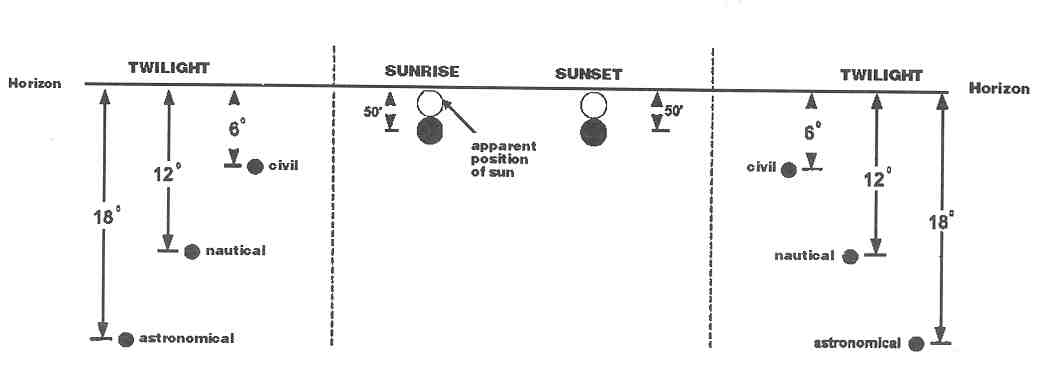 TWILIGHT
SUNRISE
SUNSET
TWILIGHT
Horizon
Horizon
50'
50'
6°
6°
apparent
position
of sun
civil
civil
12°
12°
18°
18°
nautical
nautical
astronomical
astronomical